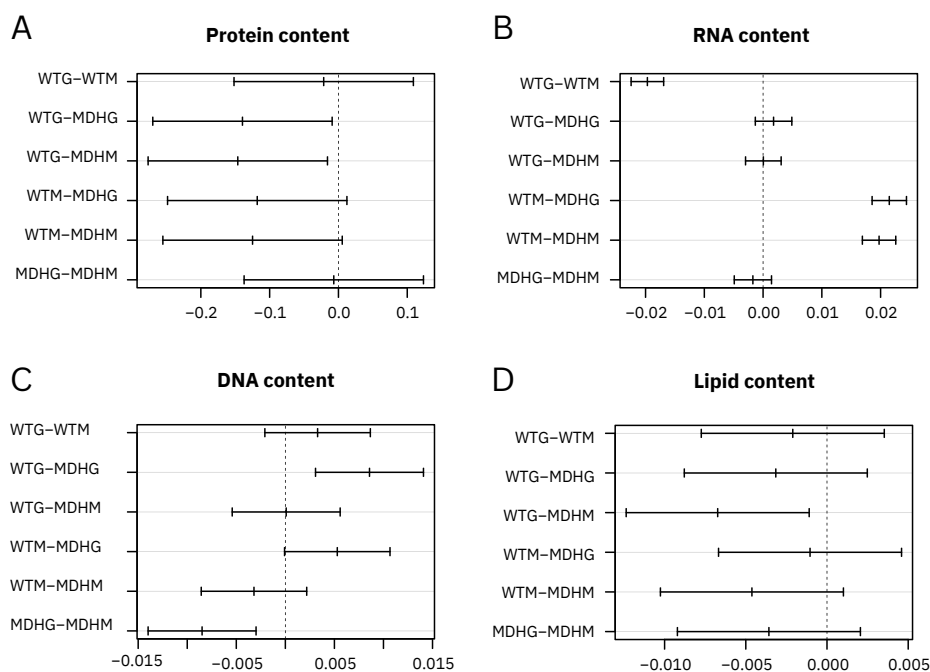 A
Protein content
WTG–WTM
WTG–MDHG
WTG–MDHM
WTM–MDHG
WTM–MDHM
MDHG–MDHM
−0.2 −0.1 0.0 0.1
B
RNA content
WTG–WTM
WTG–MDHG
WTG–MDHM
WTM–MDHG
WTM–MDHM
MDHG–MDHM
−0.02 −0.01 0.00 0.01 0.02
C
DNA content
WTG–WTM
WTG–MDHG
WTG–MDHM
WTM–MDHG
WTM–MDHM
MDHG–MDHM
−0.015 −0.005 0.005 0.015
D
Lipid content
WTG–WTM
WTG–MDHG
WTG–MDHM
WTM–MDHG
WTM–MDHM
MDHG–MDHM
−0.010 −0.005 0.000 0.005